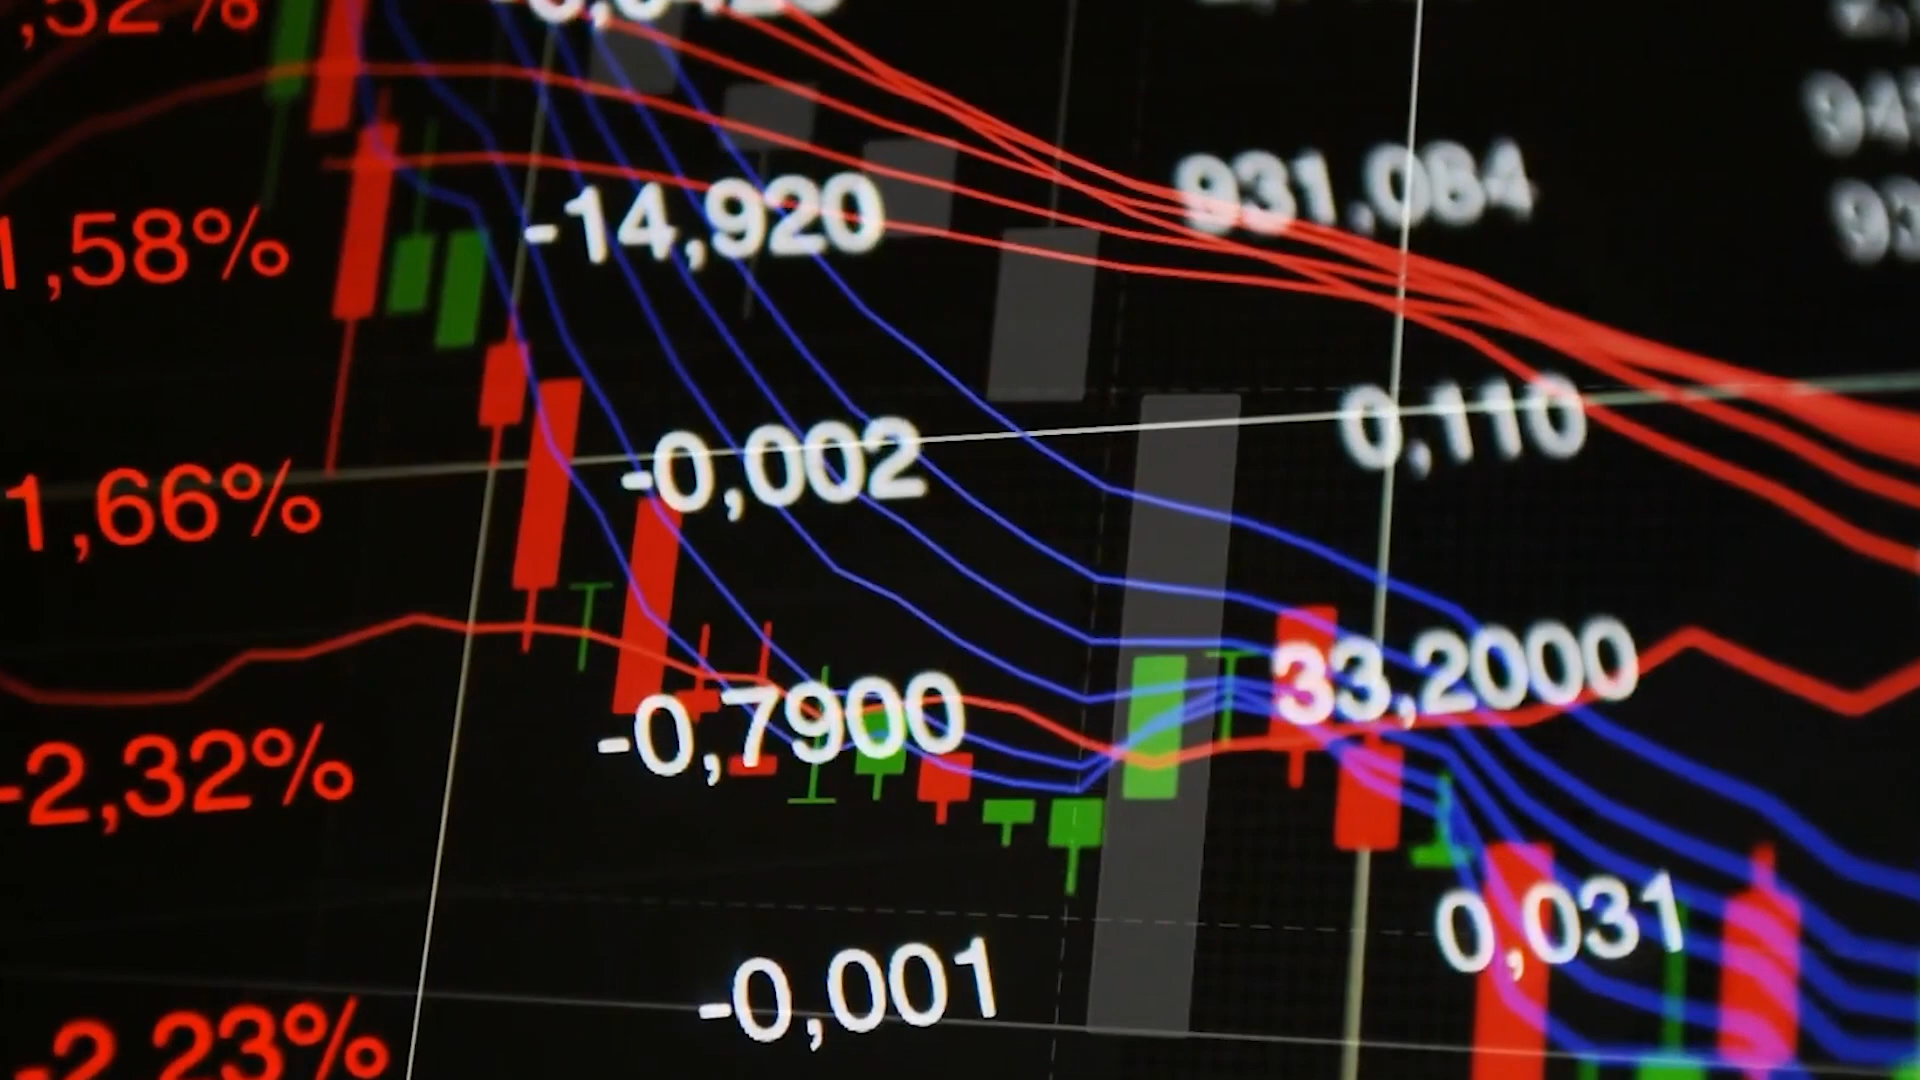 ,52%
1,58% -14,920 931,084
1,66% -0,002 0,110
-2,32% -0,7900 33,2000
-2,23% -0,001 0,031